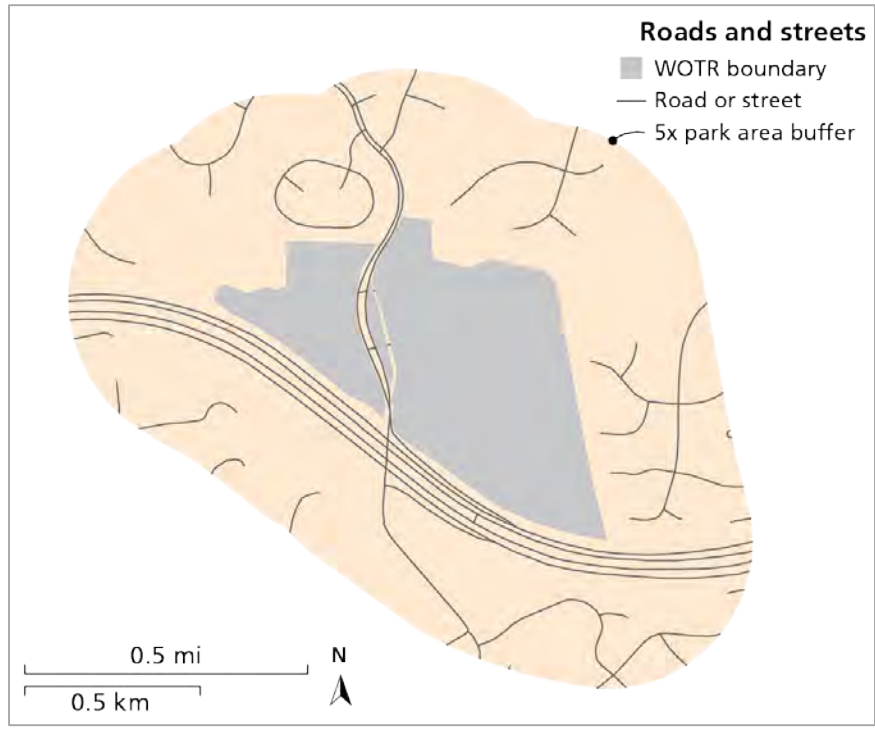 Roads and streets
WOTR boundary
Road or street
5x park area buffer
0.5 mi
N
0.5 km